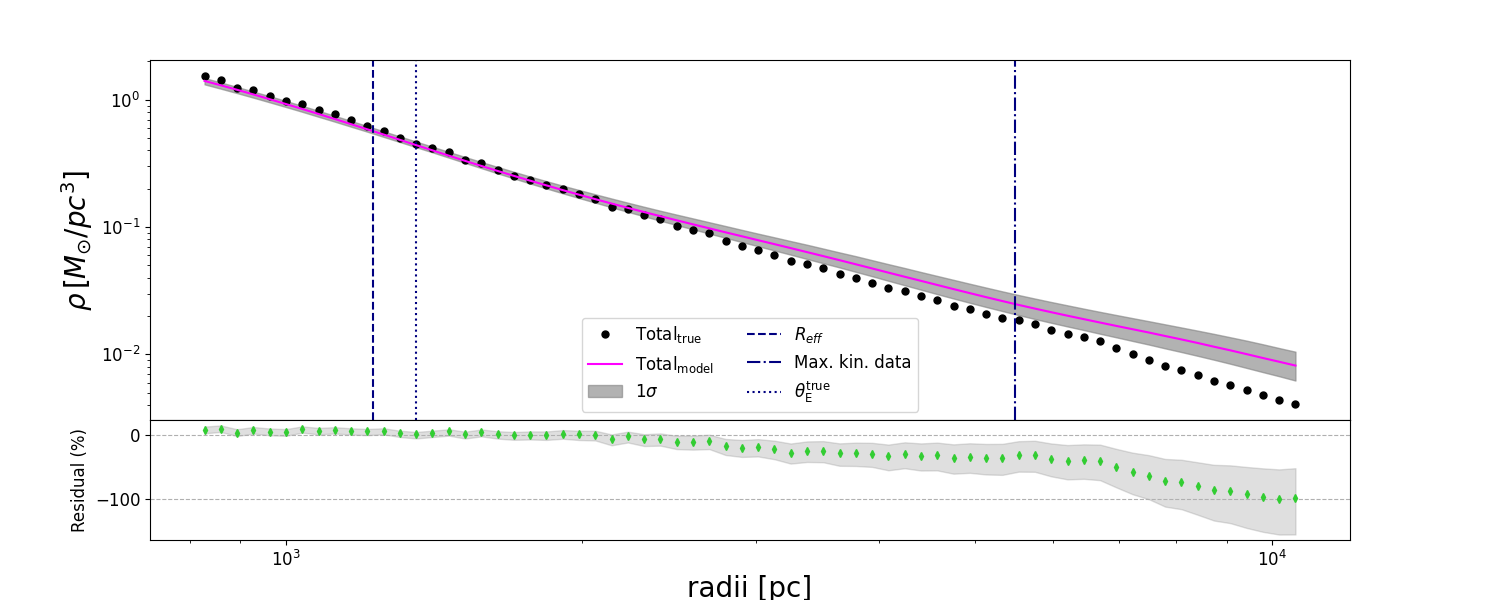 10⁰
10⁻¹
10⁻²
ρ [M⊙/pc³]
Total_true
Total_model
1σ
R_eff
Max. kin. data
θ_E^true
0
−100
Residual (%)
10³
10⁴
radii [pc]